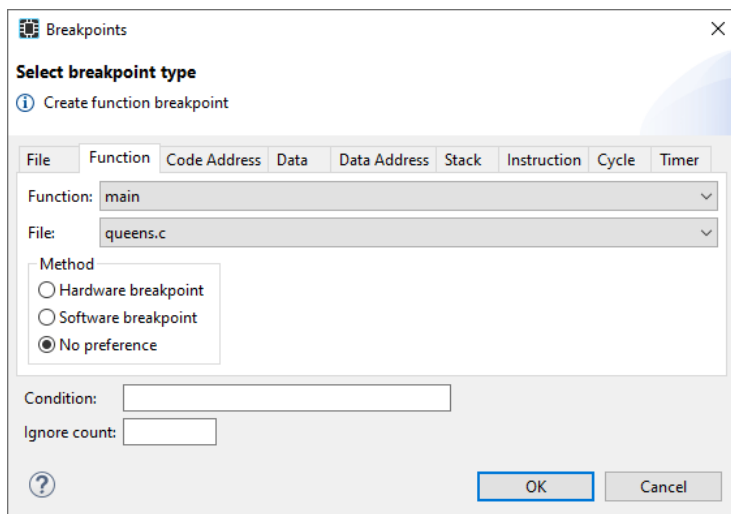 Breakpoints
Select breakpoint type
Create function breakpoint
File Function Code Address Data Data Address Stack Instruction Cycle Timer
Function: main
File: queens.c
Method
Hardware breakpoint
Software breakpoint
No preference
Condition:
Ignore count:
OK Cancel